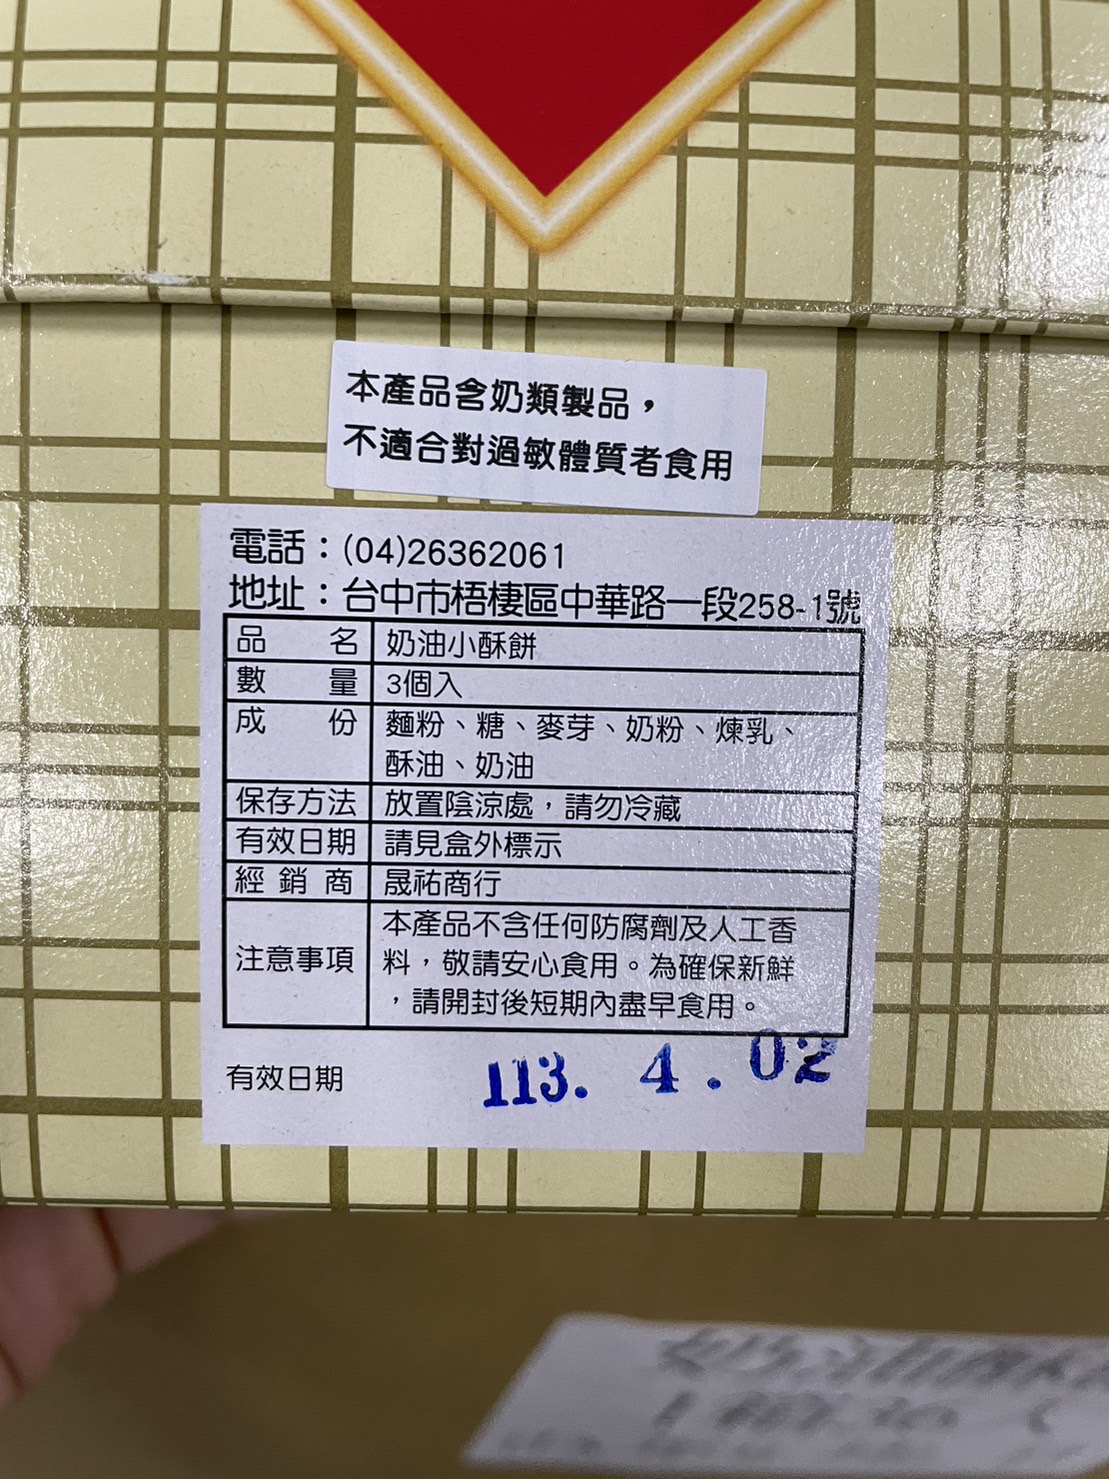 本產品含奶類製品，
不適合對過敏體質者食用
電話：(04)26362061
地址：台中市梧棲區中華路一段258-1號
品名 奶油小酥餅
數量 3個入
成份 麵粉、糖、麥芽、奶粉、煉乳、
酥油、奶油
保存方法 放置陰涼處，請勿冷藏
有效日期 請見盒外標示
經銷商 晟祐商行
本產品不含任何防腐劑及人工香
注意事項 料，敬請安心食用。為確保新鮮
，請開封後短期內盡早食用。
有效日期 113. 4. 02